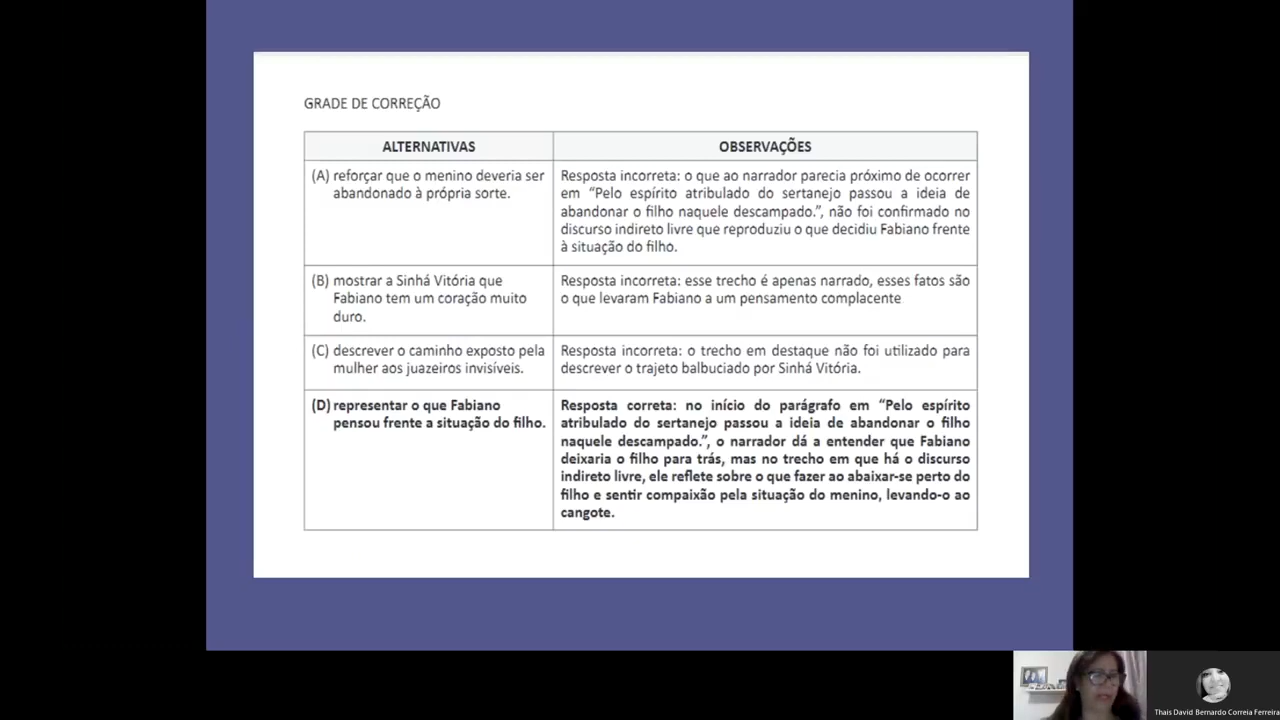 GRADE DE CORREÇÃO
ALTERNATIVAS
OBSERVAÇÕES
(A) reforçar que o menino deveria ser
abandonado à própria sorte.
Resposta incorreta: o que ao narrador parecia próximo de ocorrer
em “Pelo espírito atribulado do sertanejo passou a ideia de
abandonar o filho naquele descampado.”, não foi confirmado no
discurso indireto livre que reproduziu o que decidiu Fabiano frente
à situação do filho.
(B) mostrar a Sinhá Vitória que
Fabiano tem um coração muito
duro.
Resposta incorreta: esse trecho é apenas narrado, esses fatos são
o que levaram Fabiano a um pensamento complacente
(C) descrever o caminho exposto pela
mulher aos juazeiros invisíveis.
Resposta incorreta: o trecho em destaque não foi utilizado para
descrever o trajeto balbuciado por Sinhá Vitória.
(D) representar o que Fabiano
pensou frente a situação do filho.
Resposta correta: no início do parágrafo em “Pelo espírito
atribulado do sertanejo passou a ideia de abandonar o filho
naquele descampado.”, o narrador dá a entender que Fabiano
deixaria o filho para trás, mas no trecho em que há o discurso
indireto livre, ele reflete sobre o que fazer ao abaixar-se perto do
filho e sentir compaixão pela situação do menino, levando-o ao
cangote.
Thais David Bernardo Correia Ferreira